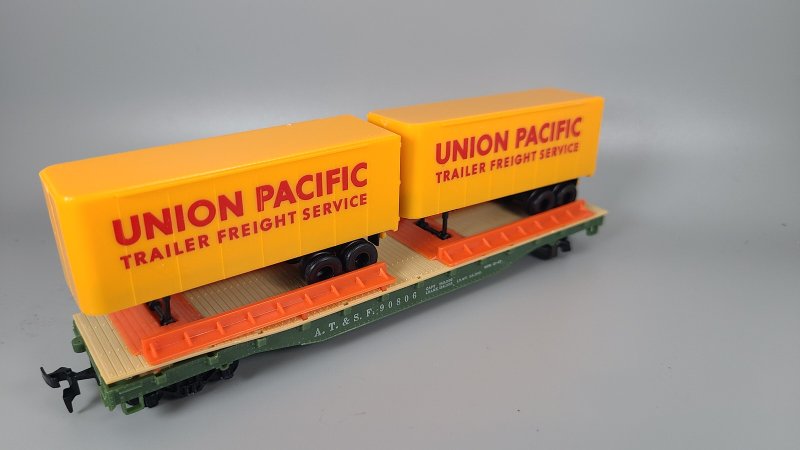 UNION PACIFIC
TRAILER FREIGHT SERVICE
UNION PACIFIC
TRAILER FREIGHT SERVICE
A. T. & S. F. 90806